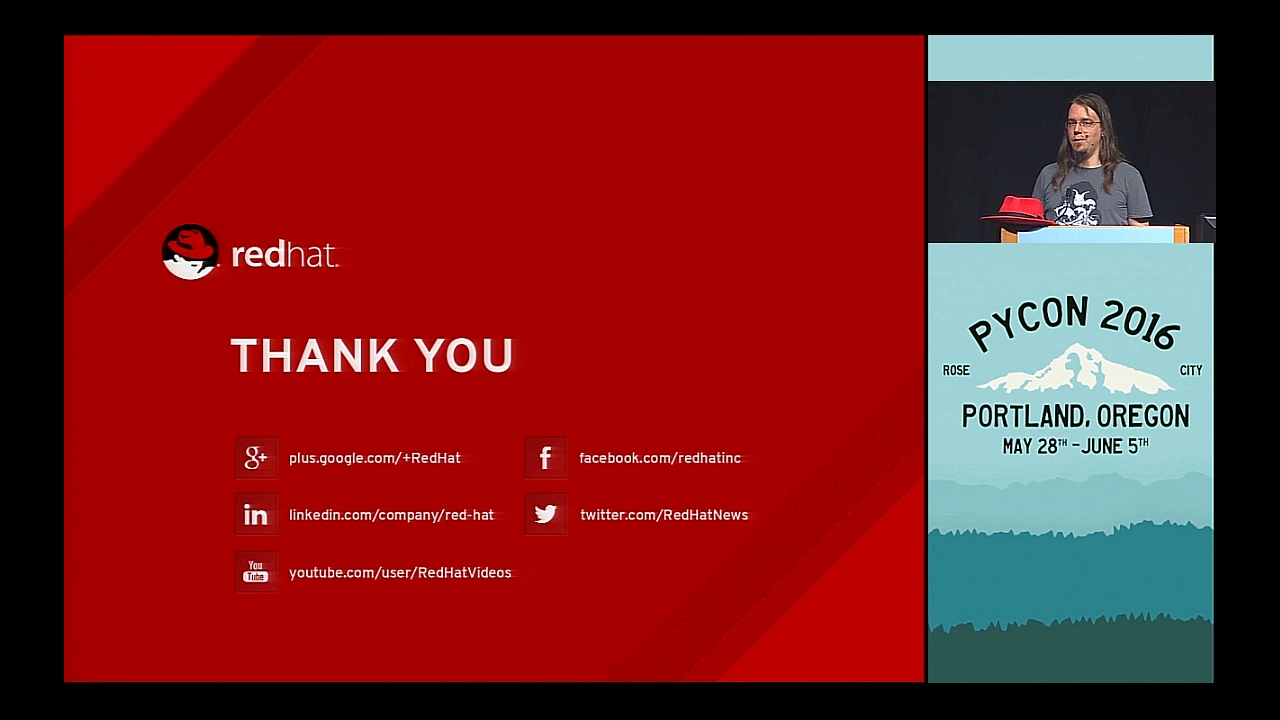 redhat.
THANK YOU
plus.google.com/+RedHat
facebook.com/redhatinc
linkedin.com/company/red-hat
twitter.com/RedHatNews
youtube.com/user/RedHatVideos
PYCON 2016
ROSE CITY
PORTLAND, OREGON
MAY 28TH - JUNE 5TH